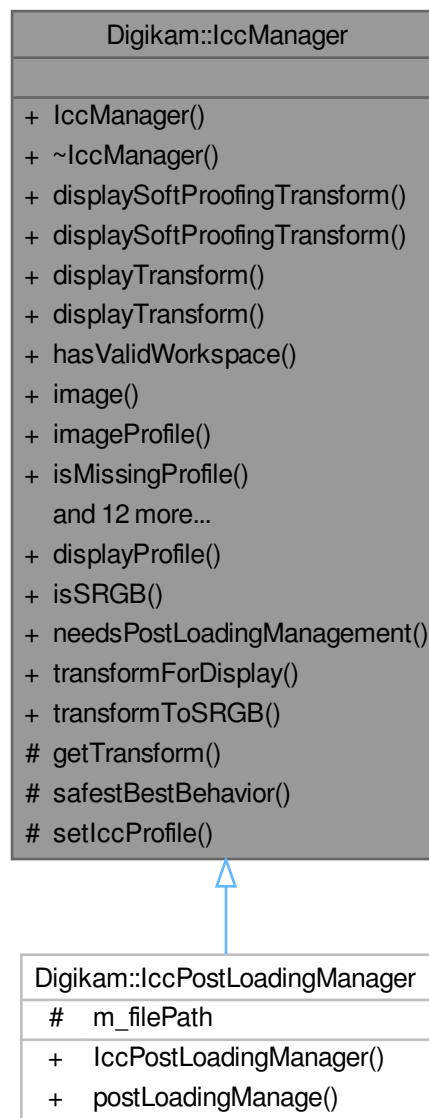 Digikam::IccManager
+ IccManager()
+ ~IccManager()
+ displaySoftProofingTransform()
+ displaySoftProofingTransform()
+ displayTransform()
+ displayTransform()
+ hasValidWorkspace()
+ image()
+ imageProfile()
+ isMissingProfile()
and 12 more...
+ displayProfile()
+ isSRGB()
+ needsPostLoadingManagement()
+ transformForDisplay()
+ transformToSRGB()
# getTransform()
# safestBestBehavior()
# setIccProfile()
Digikam::IccPostLoadingManager
# m_filePath
+ IccPostLoadingManager()
+ postLoadingManage()